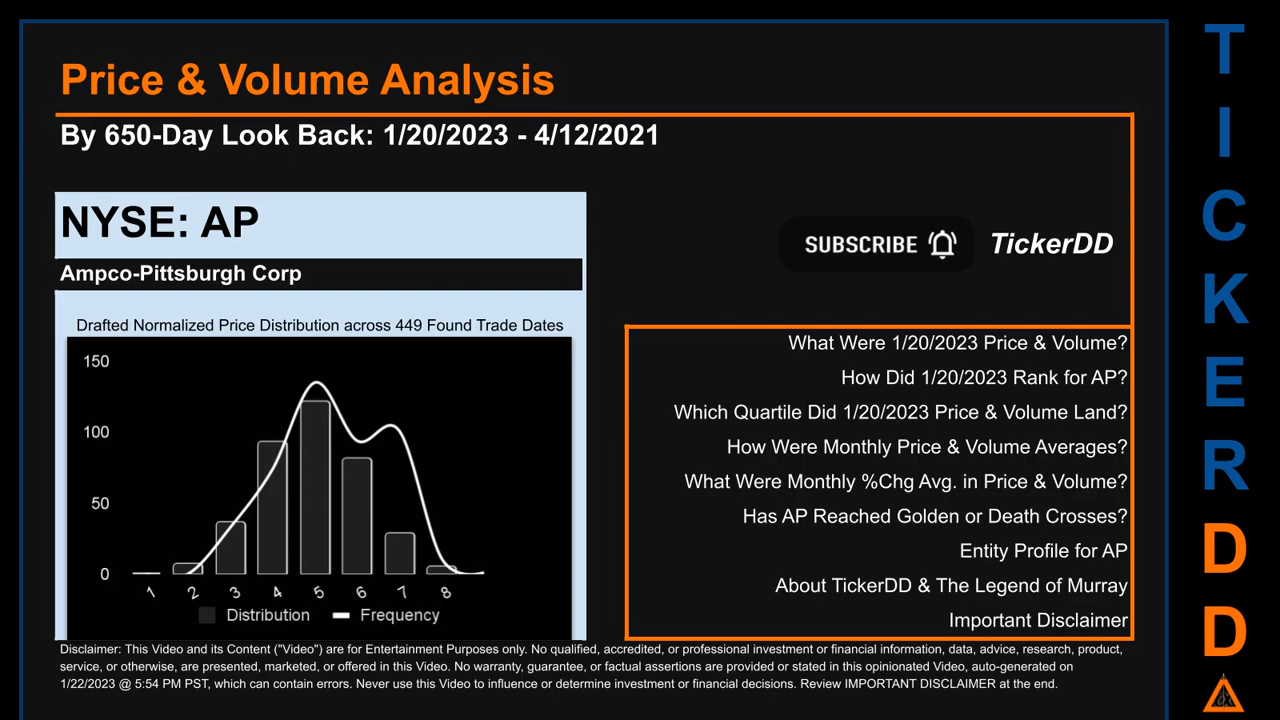 Price & Volume Analysis
By 650-Day Look Back: 1/20/2023 - 4/12/2021
NYSE: AP
Ampco-Pittsburgh Corp
Drafted Normalized Price Distribution across 449 Found Trade Dates
150
100
50
0
1 2 3 4 5 6 7 8
Distribution Frequency
SUBSCRIBE TickerDD
What Were 1/20/2023 Price & Volume?
How Did 1/20/2023 Rank for AP?
Which Quartile Did 1/20/2023 Price & Volume Land?
How Were Monthly Price & Volume Averages?
What Were Monthly %Chg Avg. in Price & Volume?
Has AP Reached Golden or Death Crosses?
Entity Profile for AP
About TickerDD & The Legend of Murray
Important Disclaimer
Disclaimer: This Video and its Content ("Video") are for Entertainment Purposes only. No qualified, accredited, or professional investment or financial information, data, advice, research, product,
service, or otherwise, are presented, marketed, or offered in this Video. No warranty, guarantee, or factual assertions are provided or stated in this opinionated Video, auto-generated on
1/22/2023 @ 5:54 PM PST, which can contain errors. Never use this Video to influence or determine investment or financial decisions. Review IMPORTANT DISCLAIMER at the end.
T
I
C
K
E
R
D
D